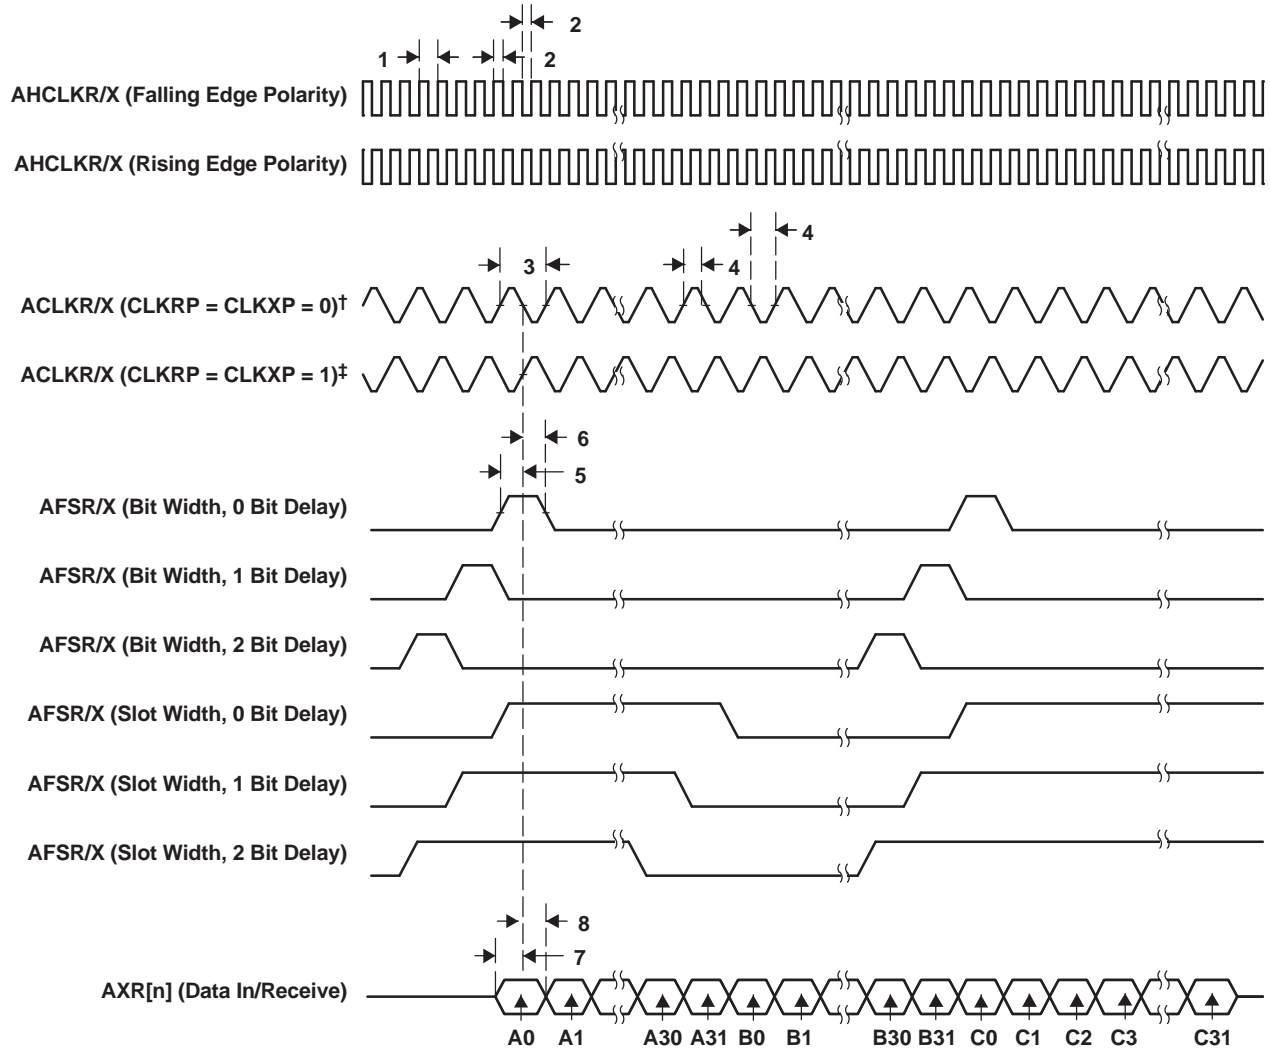 2
1
2
AHCLKR/X (Falling Edge Polarity)
AHCLKR/X (Rising Edge Polarity)
4
3
4
ACLKR/X (CLKRP = CLKXP = 0)†
ACLKR/X (CLKRP = CLKXP = 1)‡
6
5
AFSR/X (Bit Width, 0 Bit Delay)
AFSR/X (Bit Width, 1 Bit Delay)
AFSR/X (Bit Width, 2 Bit Delay)
AFSR/X (Slot Width, 0 Bit Delay)
AFSR/X (Slot Width, 1 Bit Delay)
AFSR/X (Slot Width, 2 Bit Delay)
8
7
AXR[n] (Data In/Receive)
A0 A1 A30 A31 B0 B1 B30 B31 C0 C1 C2 C3 C31